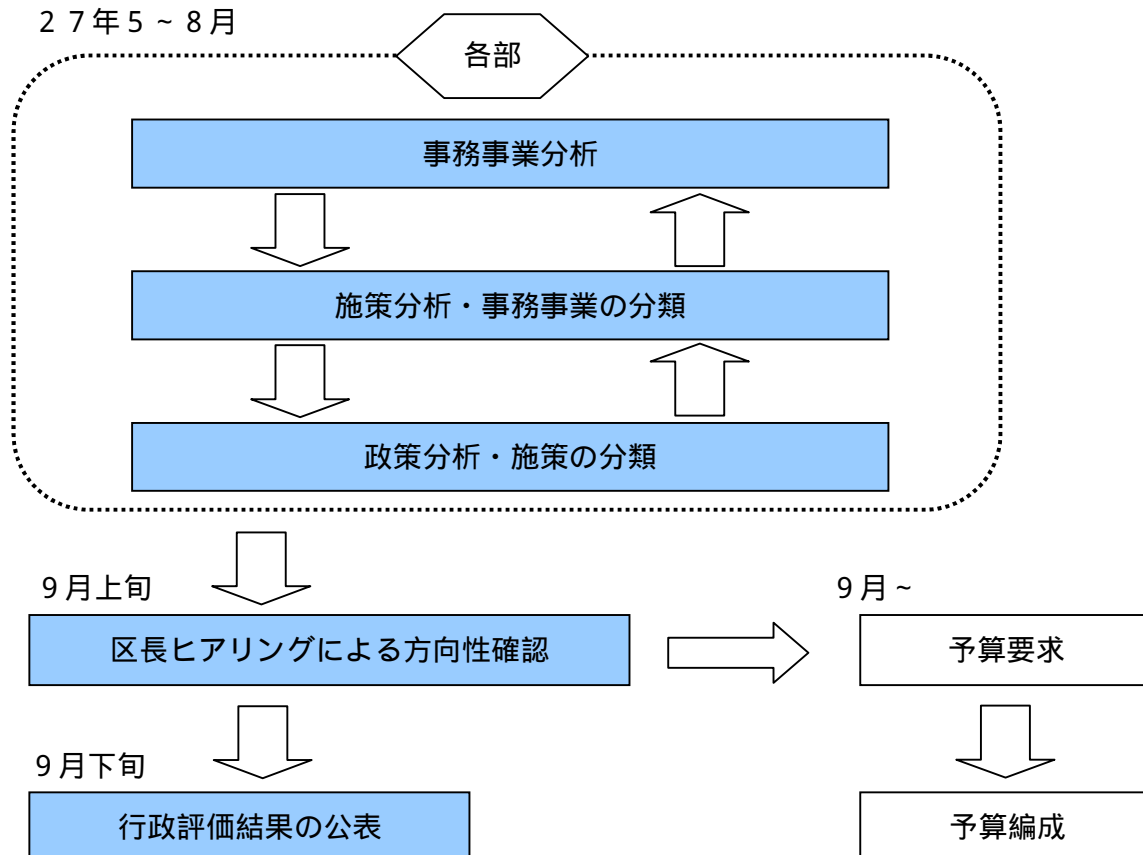 ２７年５～８月
各部
事務事業分析
施策分析・事務事業の分類
政策分析・施策の分類
９月上旬
区長ヒアリングによる方向性確認
９月～
予算要求
９月下旬
行政評価結果の公表
予算編成